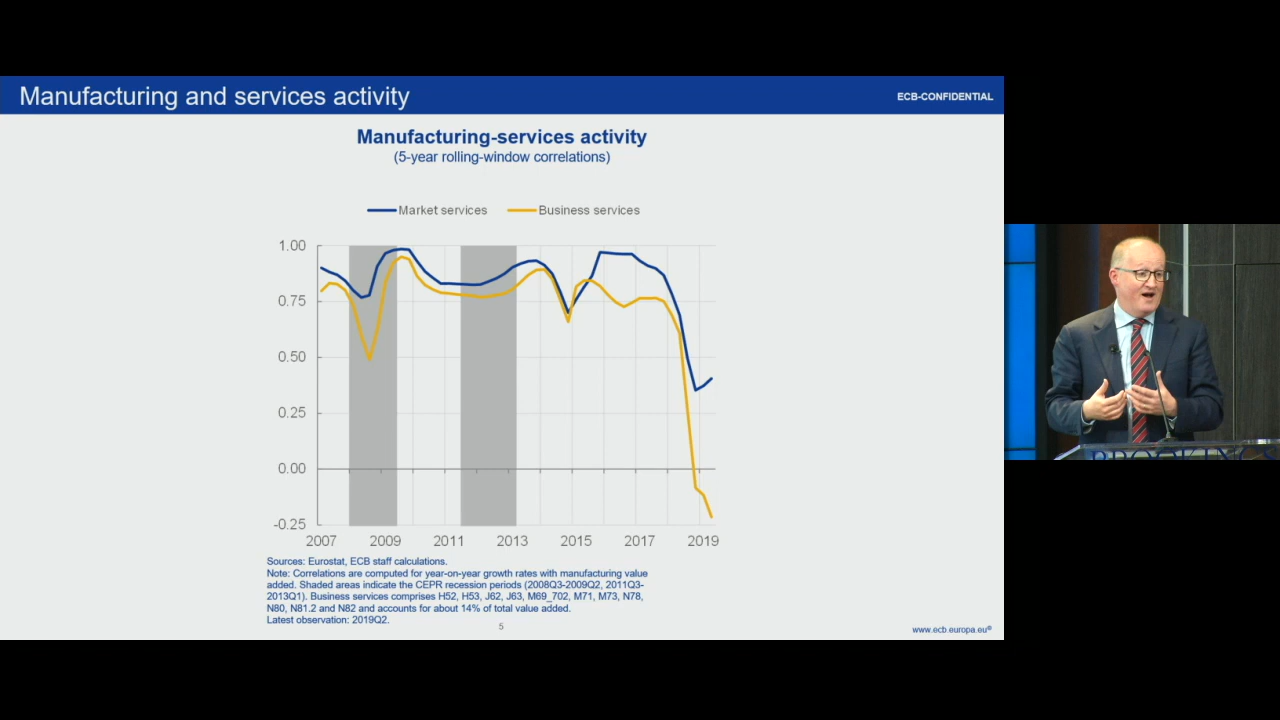 Manufacturing and services activity
ECB-CONFIDENTIAL
Manufacturing-services activity
(5-year rolling-window correlations)
Market services
Business services
1.00
0.75
0.50
0.25
0.00
-0.25
2007 2009 2011 2013 2015 2017 2019
Sources: Eurostat, ECB staff calculations.
Note: Correlations are computed for year-on-year growth rates with manufacturing value
added. Shaded areas indicate the CEPR recession periods (2008Q3-2009Q2, 2011Q3-
2013Q1). Business services comprises H52, H53, J62, J63, M69_702, M71, M73, N78,
N80, N81.2 and N82 and accounts for about 14% of total value added.
Latest observation: 2019Q2.
5
www.ecb.europa.eu®
BROOKINGS